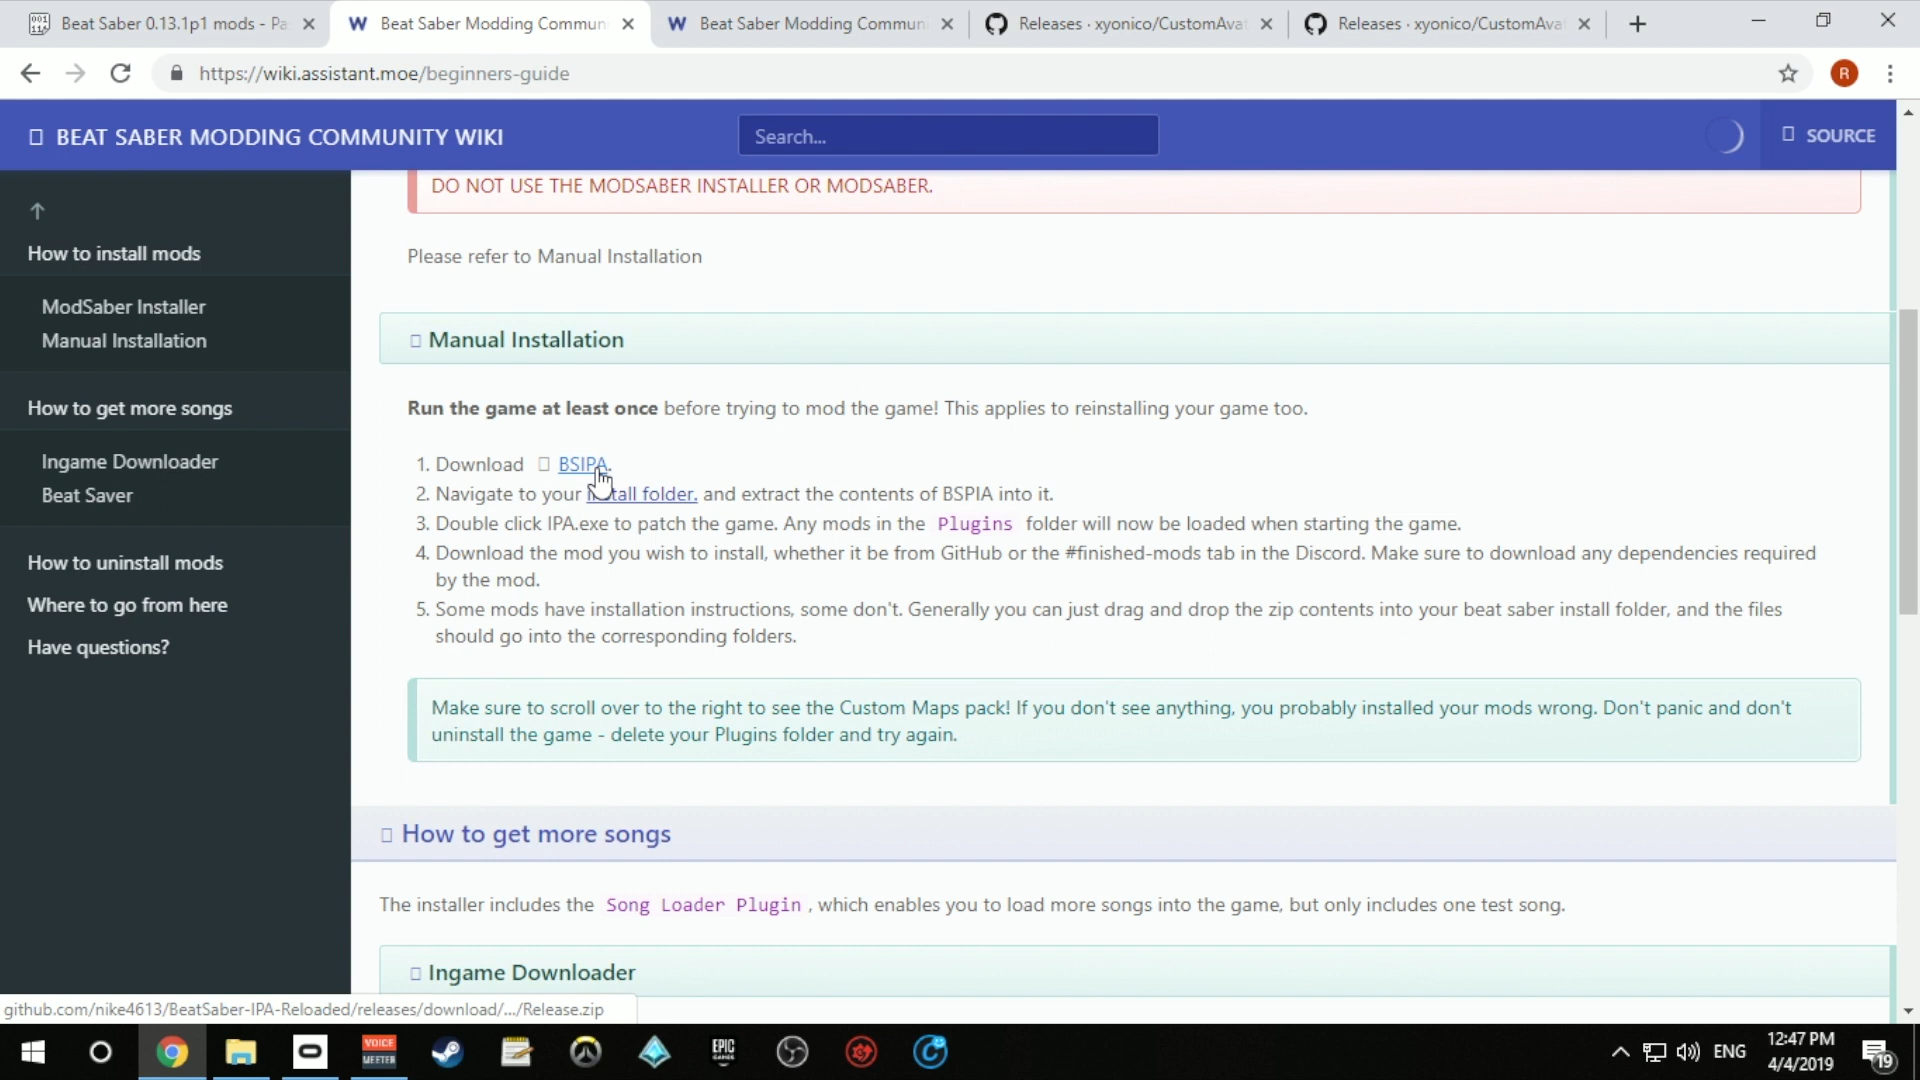 Beat Saber 0.13.1p1 mods - Pa
Beat Saber Modding Commun
Beat Saber Modding Commun
Releases · xyonico/CustomAva
Releases · xyonico/CustomAva
https://wiki.assistant.moe/beginners-guide
R
BEAT SABER MODDING COMMUNITY WIKI
Search...
SOURCE
How to install mods
ModSaber Installer
Manual Installation
How to get more songs
Ingame Downloader
Beat Saver
How to uninstall mods
Where to go from here
Have questions?
DO NOT USE THE MODSABER INSTALLER OR MODSABER.
Please refer to Manual Installation
Manual Installation
Run the game at least once before trying to mod the game! This applies to reinstalling your game too.
1. Download BSIPA.
2. Navigate to your install folder. and extract the contents of BSPIA into it.
3. Double click IPA.exe to patch the game. Any mods in the Plugins folder will now be loaded when starting the game.
4. Download the mod you wish to install, whether it be from GitHub or the #finished-mods tab in the Discord. Make sure to download any dependencies required
by the mod.
5. Some mods have installation instructions, some don't. Generally you can just drag and drop the zip contents into your beat saber install folder, and the files
should go into the corresponding folders.
Make sure to scroll over to the right to see the Custom Maps pack! If you don't see anything, you probably installed your mods wrong. Don't panic and don't
uninstall the game - delete your Plugins folder and try again.
How to get more songs
The installer includes the Song Loader Plugin , which enables you to load more songs into the game, but only includes one test song.
Ingame Downloader
github.com/nike4613/BeatSaber-IPA-Reloaded/releases/download/.../Release.zip
VOICE
MEETER
EPIC
GAMES
ENG
12:47 PM
4/4/2019
19